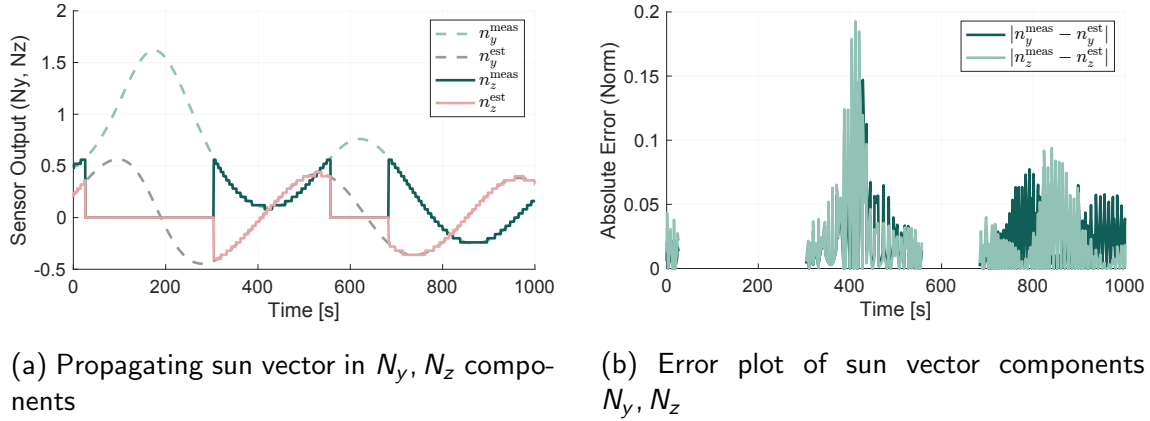 2
1.5
1
0.5
0
-0.5
Sensor Output (Ny, Nz)
0 200 400 600 800 1000
Time [s]
n_y^meas
n_y^est
n_z^meas
n_z^est
0.2
0.15
0.1
0.05
0
Absolute Error (Norm)
0 200 400 600 800 1000
Time [s]
|n_y^meas − n_y^est|
|n_z^meas − n_z^est|
(a) Propagating sun vector in N_y, N_z compo-
nents
(b) Error plot of sun vector components
N_y, N_z